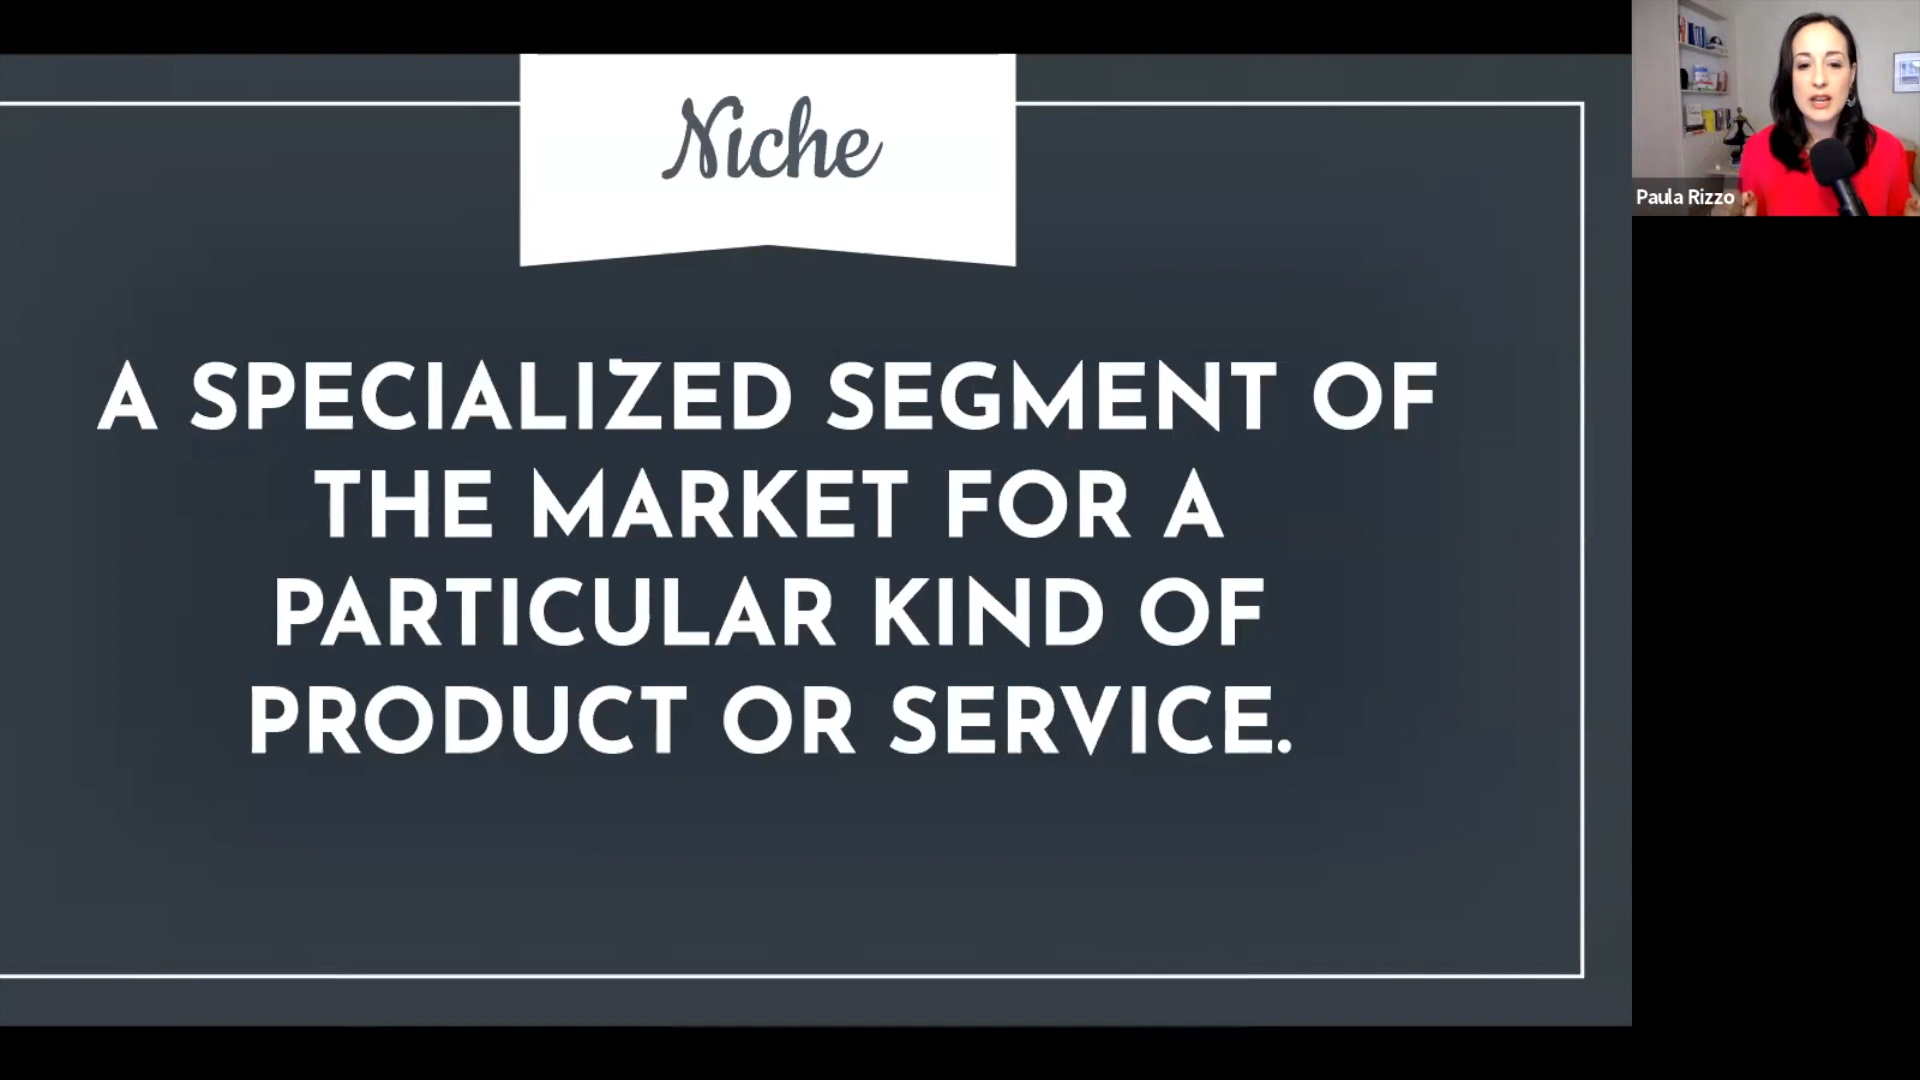 Niche
A SPECIALIZED SEGMENT OF
THE MARKET FOR A
PARTICULAR KIND OF
PRODUCT OR SERVICE.
Paula Rizzo